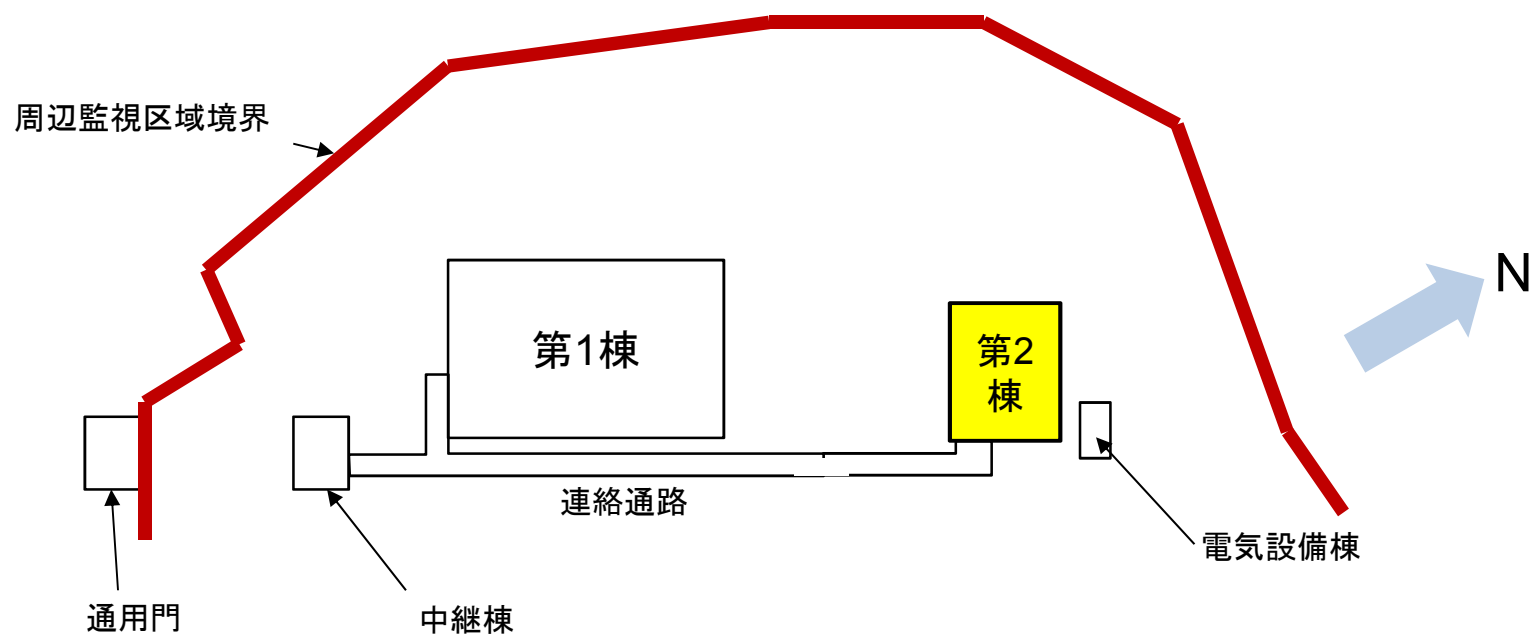 周辺監視区域境界
N
第1棟
第2
棟
連絡通路
電気設備棟
通用門
中継棟